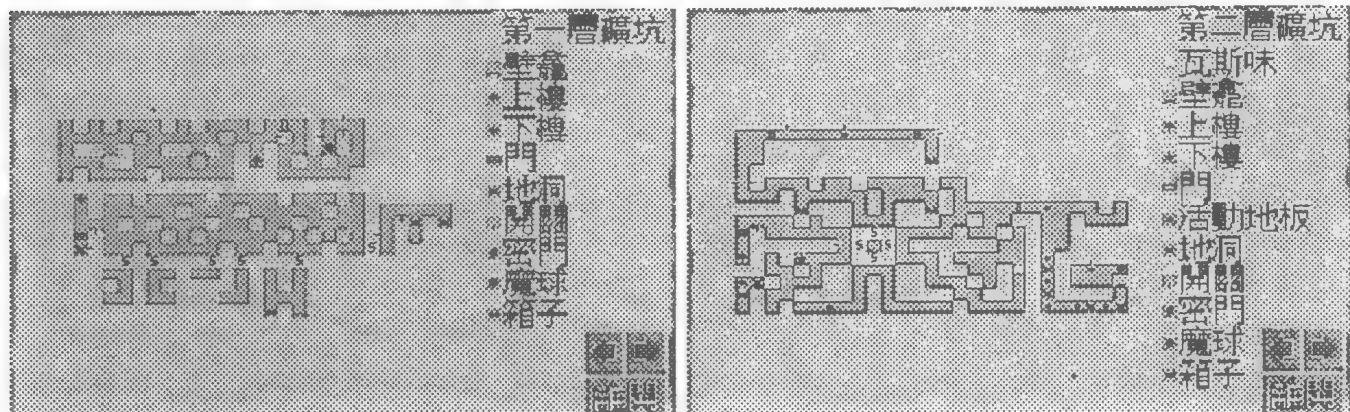 第一層礦坑
壁龕
上樓
下樓
門
地洞
開關
密門
魔球
箱子
S S S S S S
第二層礦坑
瓦斯味
壁龕
上樓
下樓
門
活動地板
地洞
開關
密門
魔球
箱子
S
S S
S